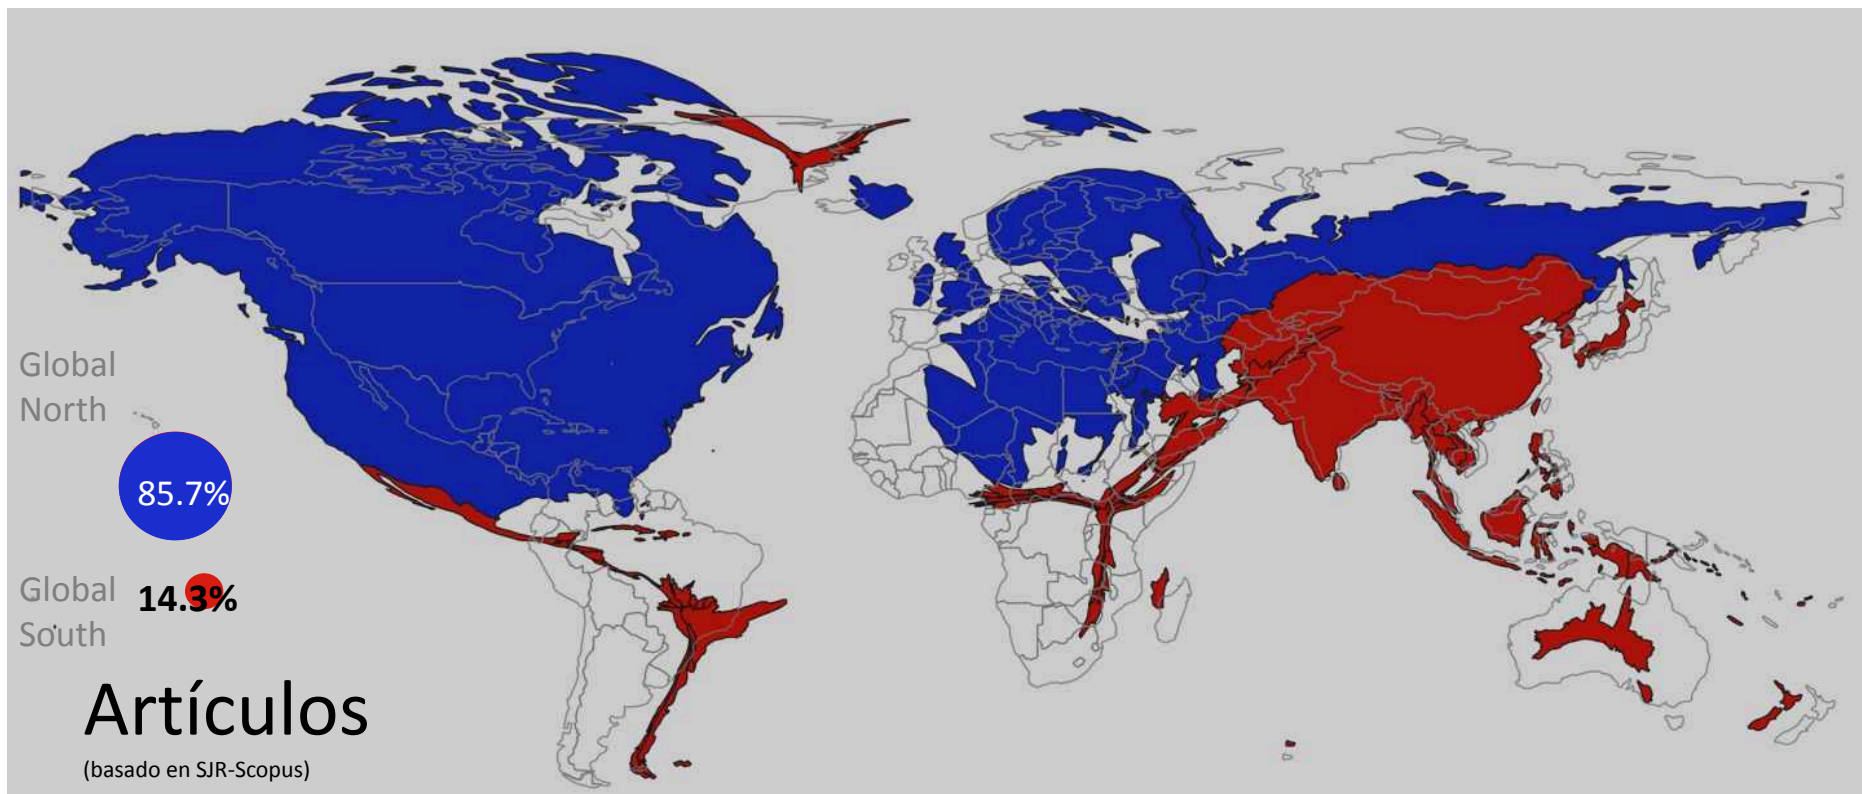 Global
North
85.7%
Global
South
14.3%
Artículos
(basado en SJR-Scopus)